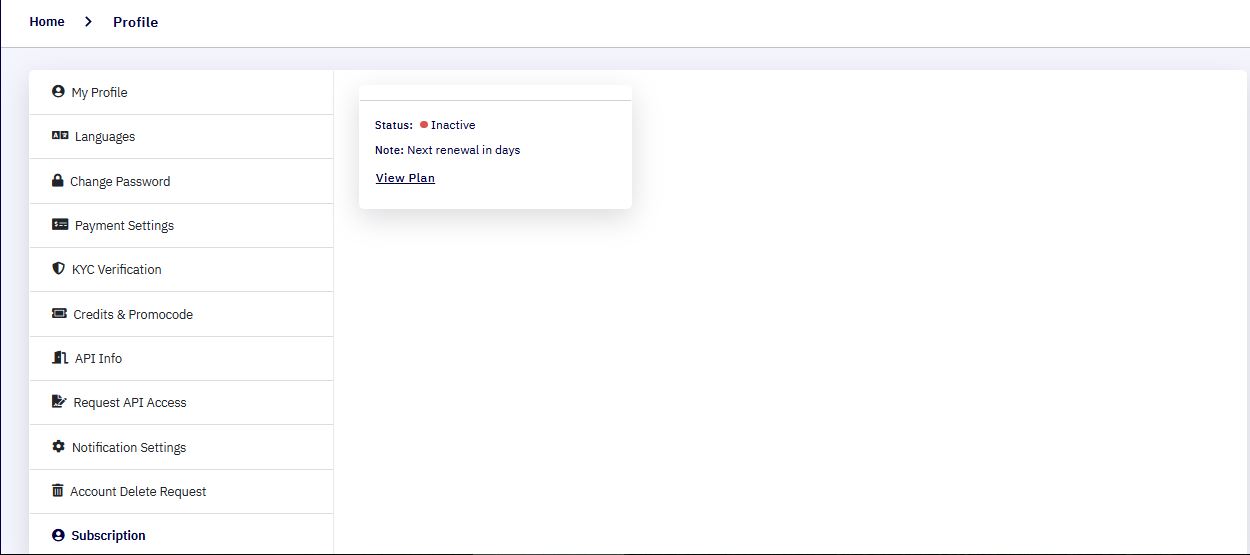 Home > Profile
My Profile
Languages
Change Password
Payment Settings
KYC Verification
Credits & Promocode
API Info
Request API Access
Notification Settings
Account Delete Request
Subscription
Status: Inactive
Note: Next renewal in days
View Plan